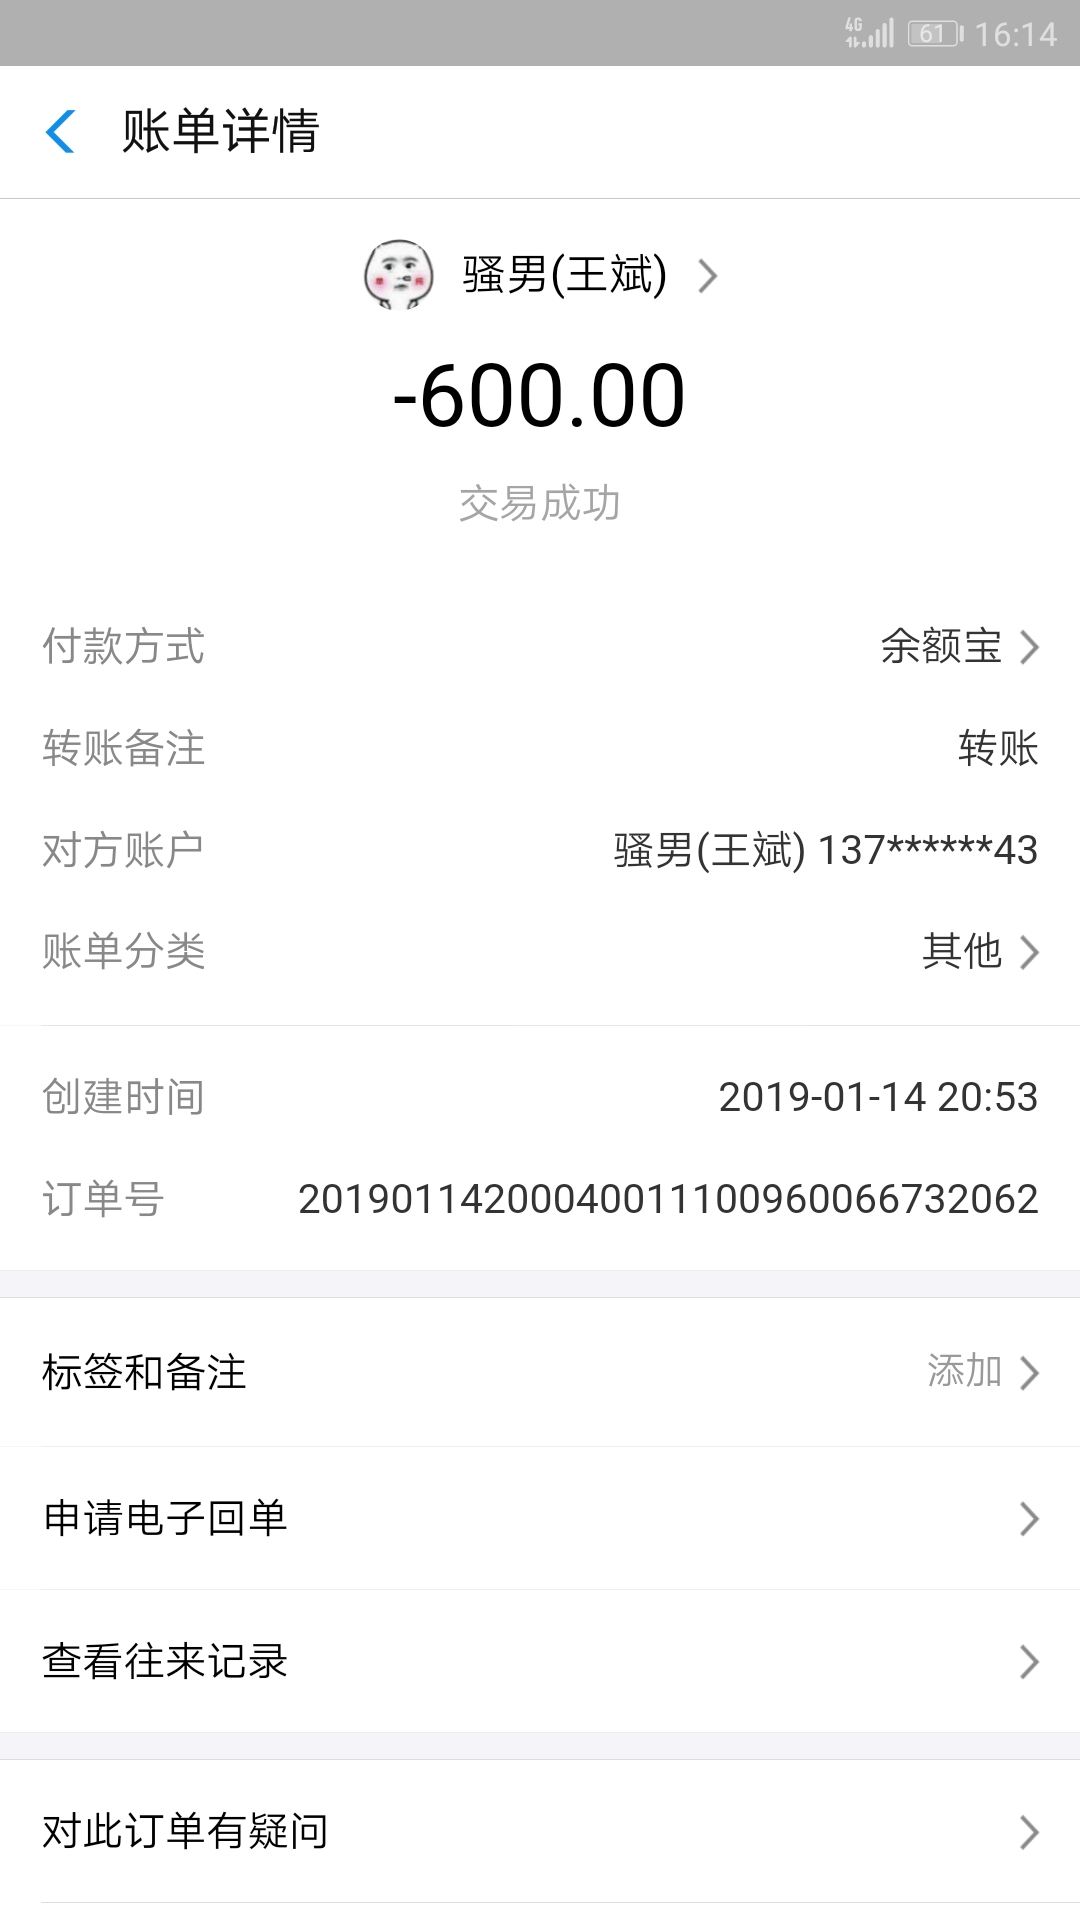 4G 61 16:14
账单详情
骚男(王斌)
-600.00
交易成功
付款方式 余额宝
转账备注 转账
对方账户 骚男(王斌) 137******43
账单分类 其他
创建时间 2019-01-14 20:53
订单号 20190114200040011100960066732062
标签和备注 添加
申请电子回单
查看往来记录
对此订单有疑问